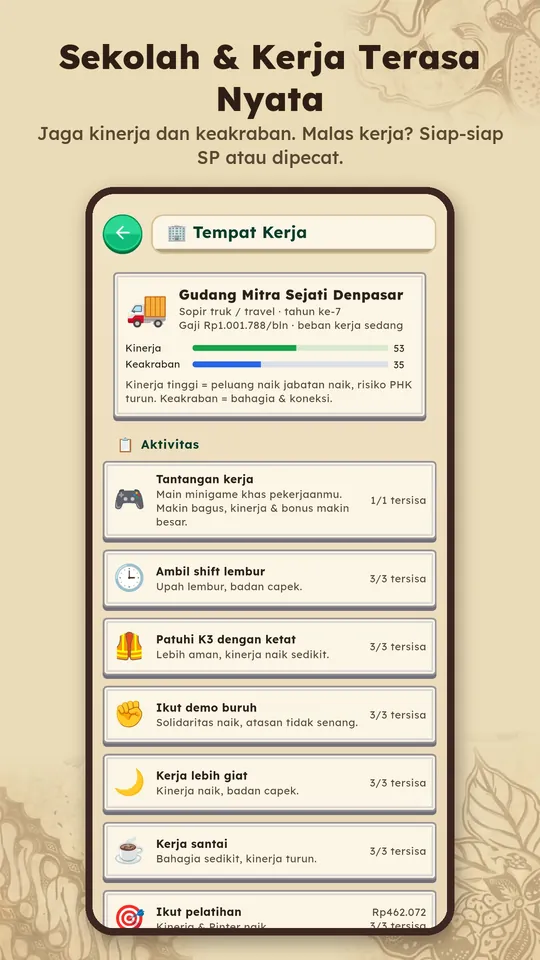 Sekolah & Kerja Terasa
Nyata
Jaga kinerja dan keakraban. Malas kerja? Siap-siap
SP atau dipecat.
Tempat Kerja
Gudang Mitra Sejati Denpasar
Sopir truk / travel · tahun ke-7
Gaji Rp1.001.788/bln · beban kerja sedang
Kinerja 53
Keakraban 35
Kinerja tinggi = peluang naik jabatan naik, risiko PHK
turun. Keakraban = bahagia & koneksi.
Aktivitas
Tantangan kerja
Main minigame khas pekerjaanmu.
Makin bagus, kinerja & bonus makin
besar.
1/1 tersisa
Ambil shift lembur
Upah lembur, badan capek.
3/3 tersisa
Patuhi K3 dengan ketat
Lebih aman, kinerja naik sedikit.
3/3 tersisa
Ikut demo buruh
Solidaritas naik, atasan tidak senang.
3/3 tersisa
Kerja lebih giat
Kinerja naik, badan capek.
3/3 tersisa
Kerja santai
Bahagia sedikit, kinerja turun.
3/3 tersisa
Ikut pelatihan
Kinerja & Pinter naik
Rp462.072
3/3 tersisa